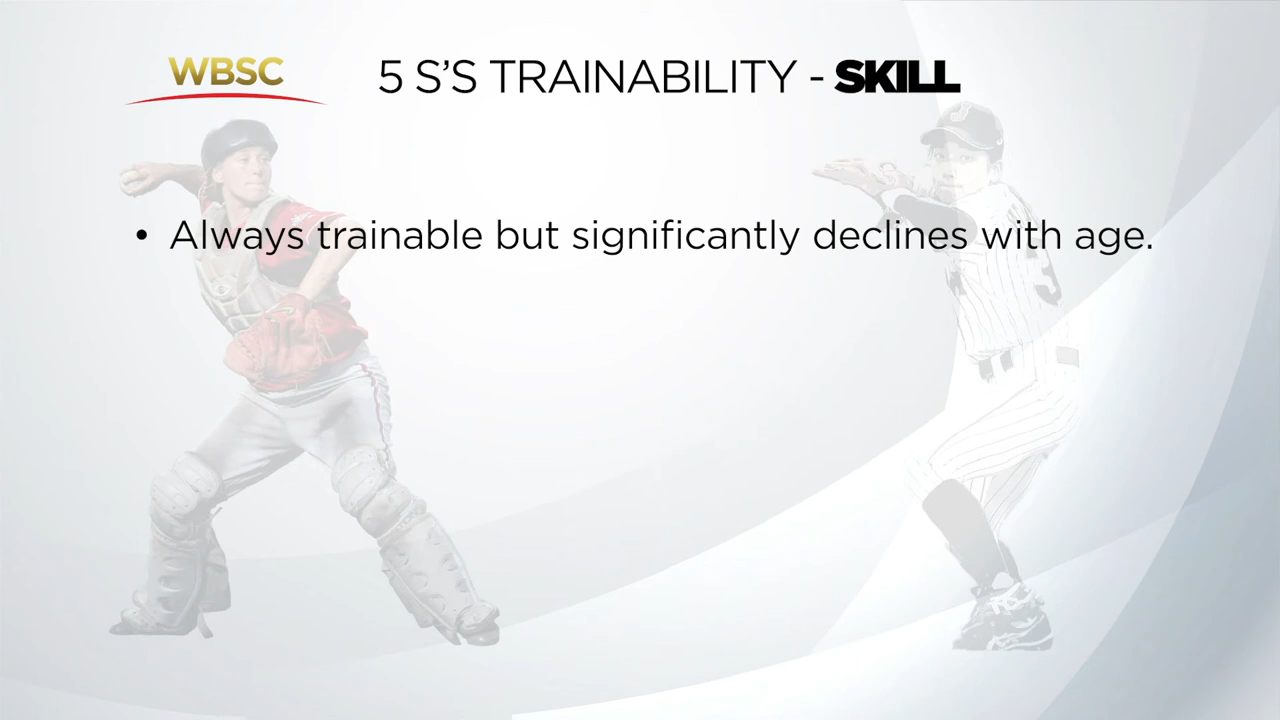 WBSC
5 S'S TRAINABILITY - SKILL
• Always trainable but significantly declines with age.